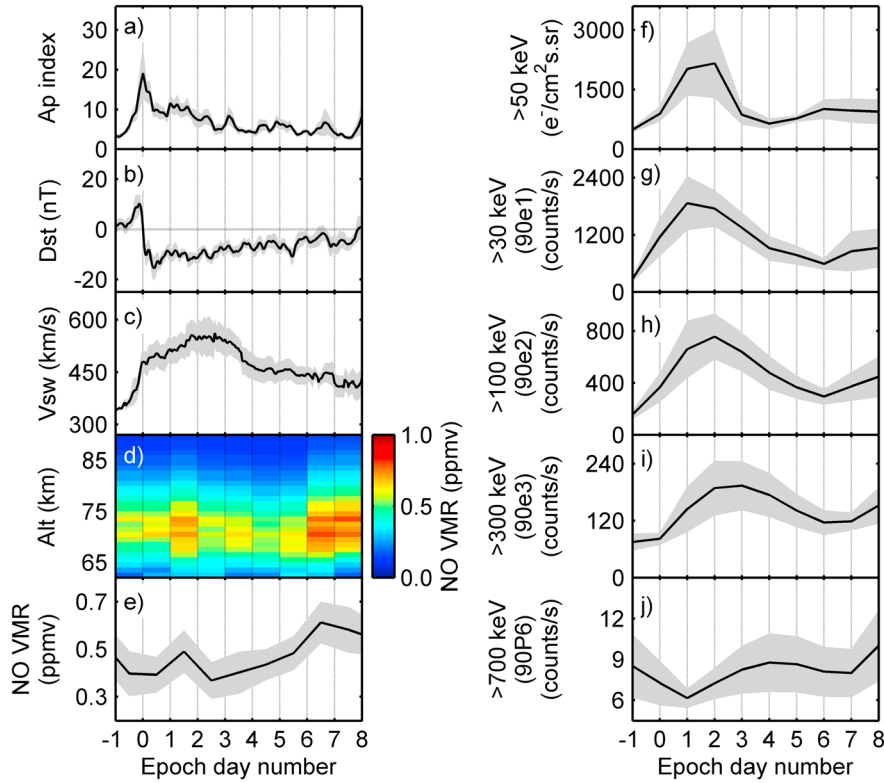 a)
Ap index
36
30
20
10
0
b)
Dst (nT)
20
0
-20
c)
Vsw (km/s)
600
450
300
d)
Alt (km)
85
75
65
1.0
0.5
0.0
NO VMR (ppmv)
e)
NO VMR
(ppmv)
0.7
0.5
0.3
-1 0 1 2 3 4 5 6 7 8
Epoch day number
f)
>50 keV
(e⁻/cm²s.sr)
3000
1500
0
g)
>30 keV
(90e1)
(counts/s)
2400
1200
0
h)
>100 keV
(90e2)
(counts/s)
800
400
0
i)
>300 keV
(90e3)
(counts/s)
240
120
0
j)
>700 keV
(90P6)
(counts/s)
12
9
6
-1 0 1 2 3 4 5 6 7 8
Epoch day number